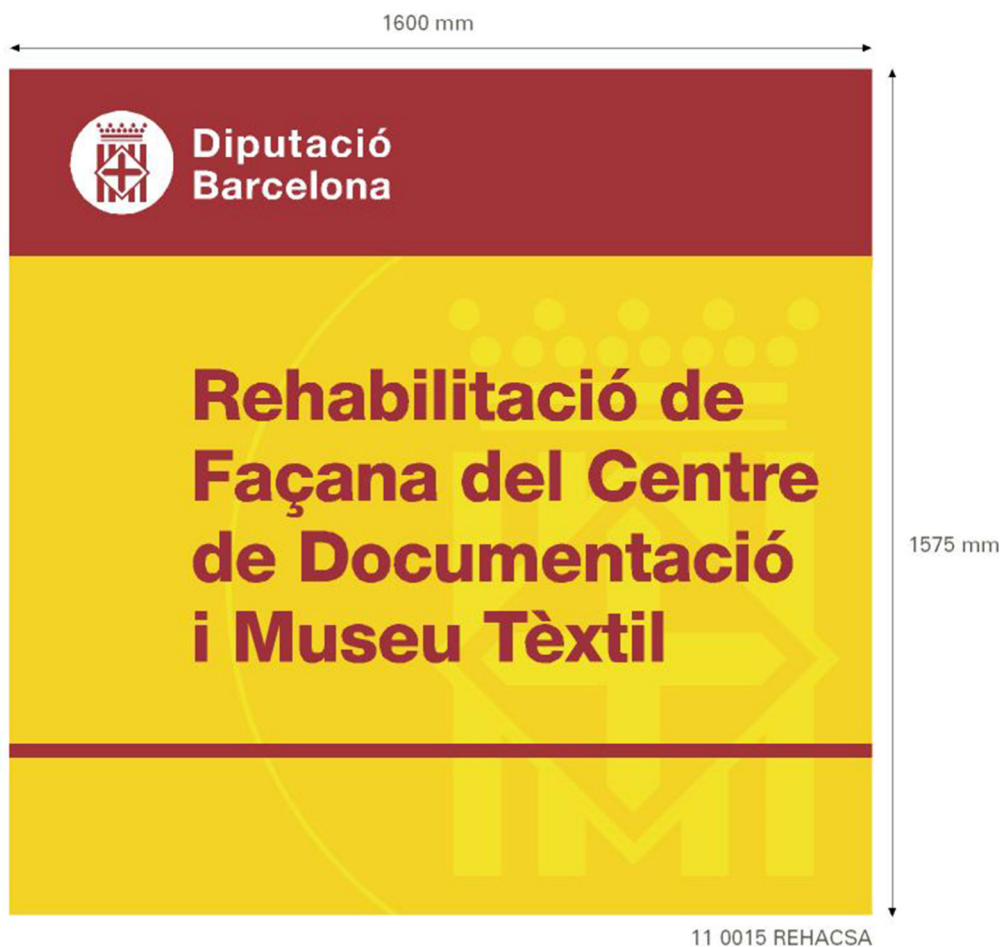 1600 mm
Diputació
Barcelona
Rehabilitació de
Façana del Centre
de Documentació
i Museu Tèxtil
1575 mm
11 0015 REHACSA